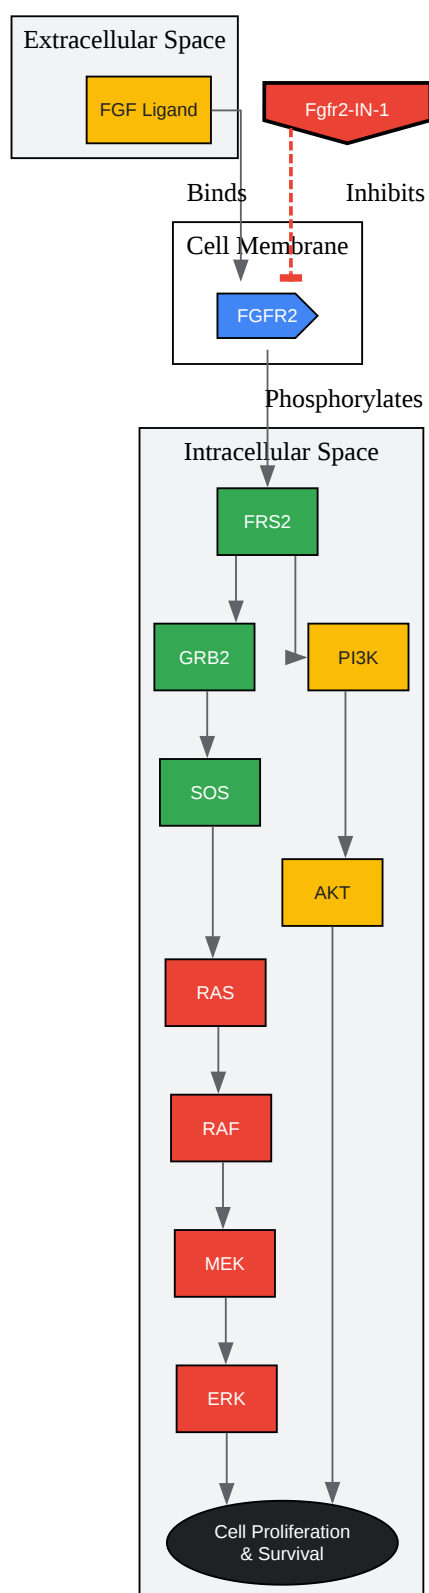 Extracellular Space
FGF Ligand
Fgfr2-IN-1
Binds
Inhibits
Cell Membrane
FGFR2
Phosphorylates
Intracellular Space
FRS2
GRB2
PI3K
SOS
AKT
RAS
RAF
MEK
ERK
Cell Proliferation
& Survival